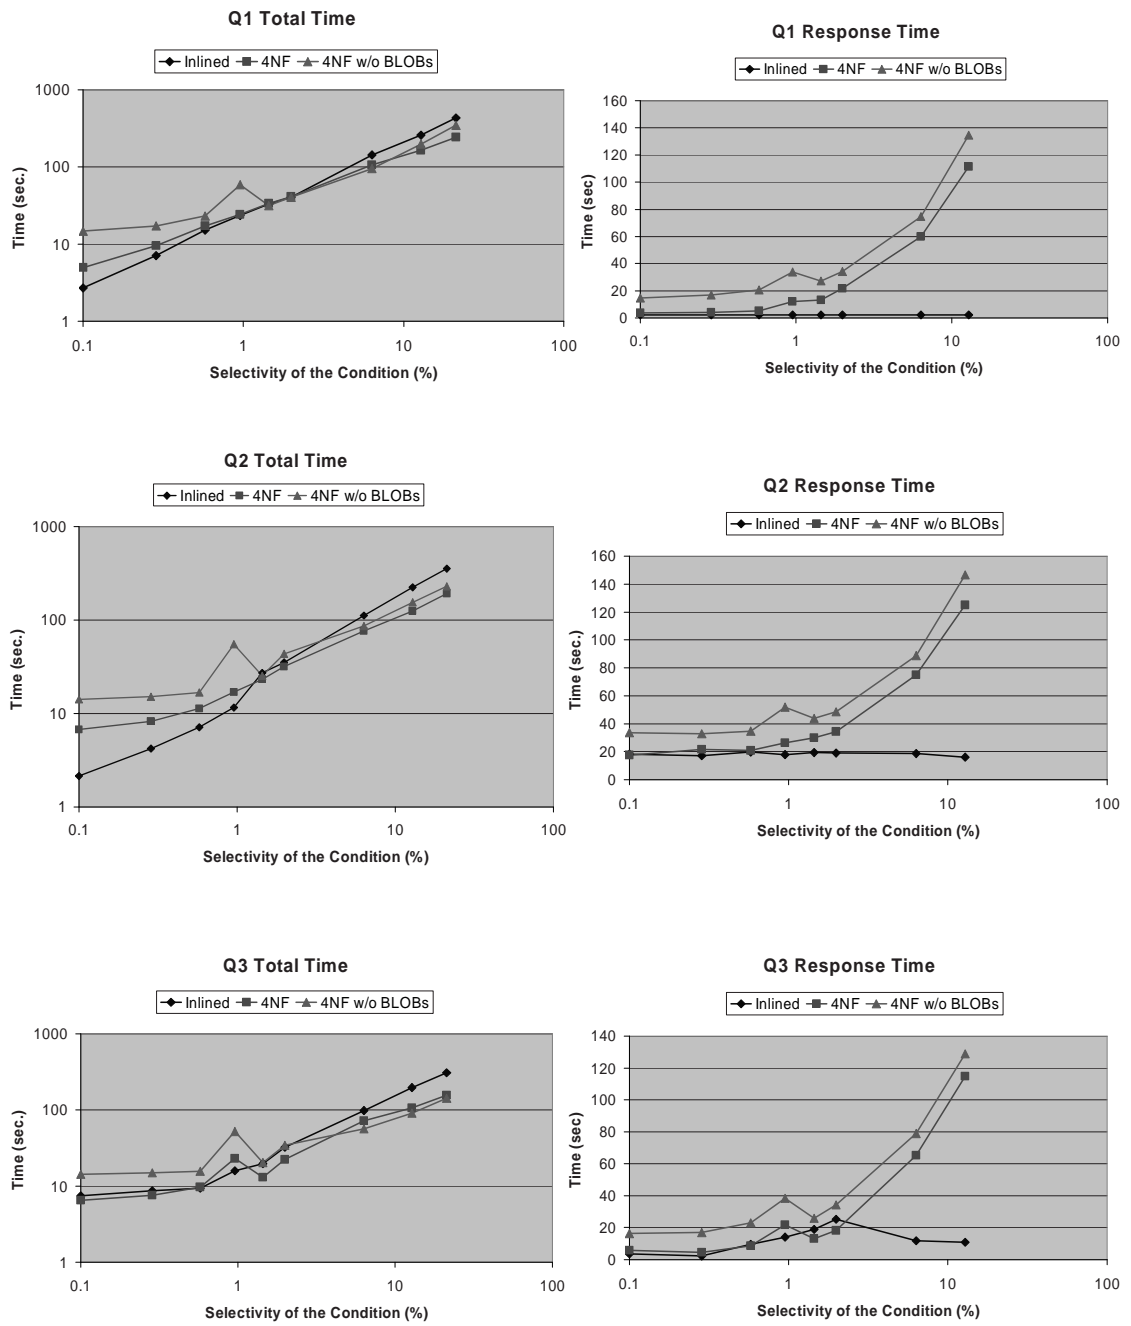 Q1 Total Time
Inlined 4NF 4NF w/o BLOBs
1000
100
10
1
0.1 1 10 100
Time (sec.)
Selectivity of the Condition (%)
Q1 Response Time
Inlined 4NF 4NF w/o BLOBs
160
140
120
100
80
60
40
20
0
0.1 1 10 100
Time (sec)
Selectivity of the Condition (%)
Q2 Total Time
Inlined 4NF 4NF w/o BLOBs
1000
100
10
1
0.1 1 10 100
Time (sec.)
Selectivity of the Condition (%)
Q2 Response Time
Inlined 4NF 4NF w/o BLOBs
160
140
120
100
80
60
40
20
0
0.1 1 10 100
Time (sec)
Selectivity of the Condition (%)
Q3 Total Time
Inlined 4NF 4NF w/o BLOBs
1000
100
10
1
0.1 1 10 100
Time (sec.)
Selectivity of the Condition (%)
Q3 Response Time
Inlined 4NF 4NF w/o BLOBs
140
120
100
80
60
40
20
0
0.1 1 10 100
Time (sec)
Selectivity of the Condition (%)